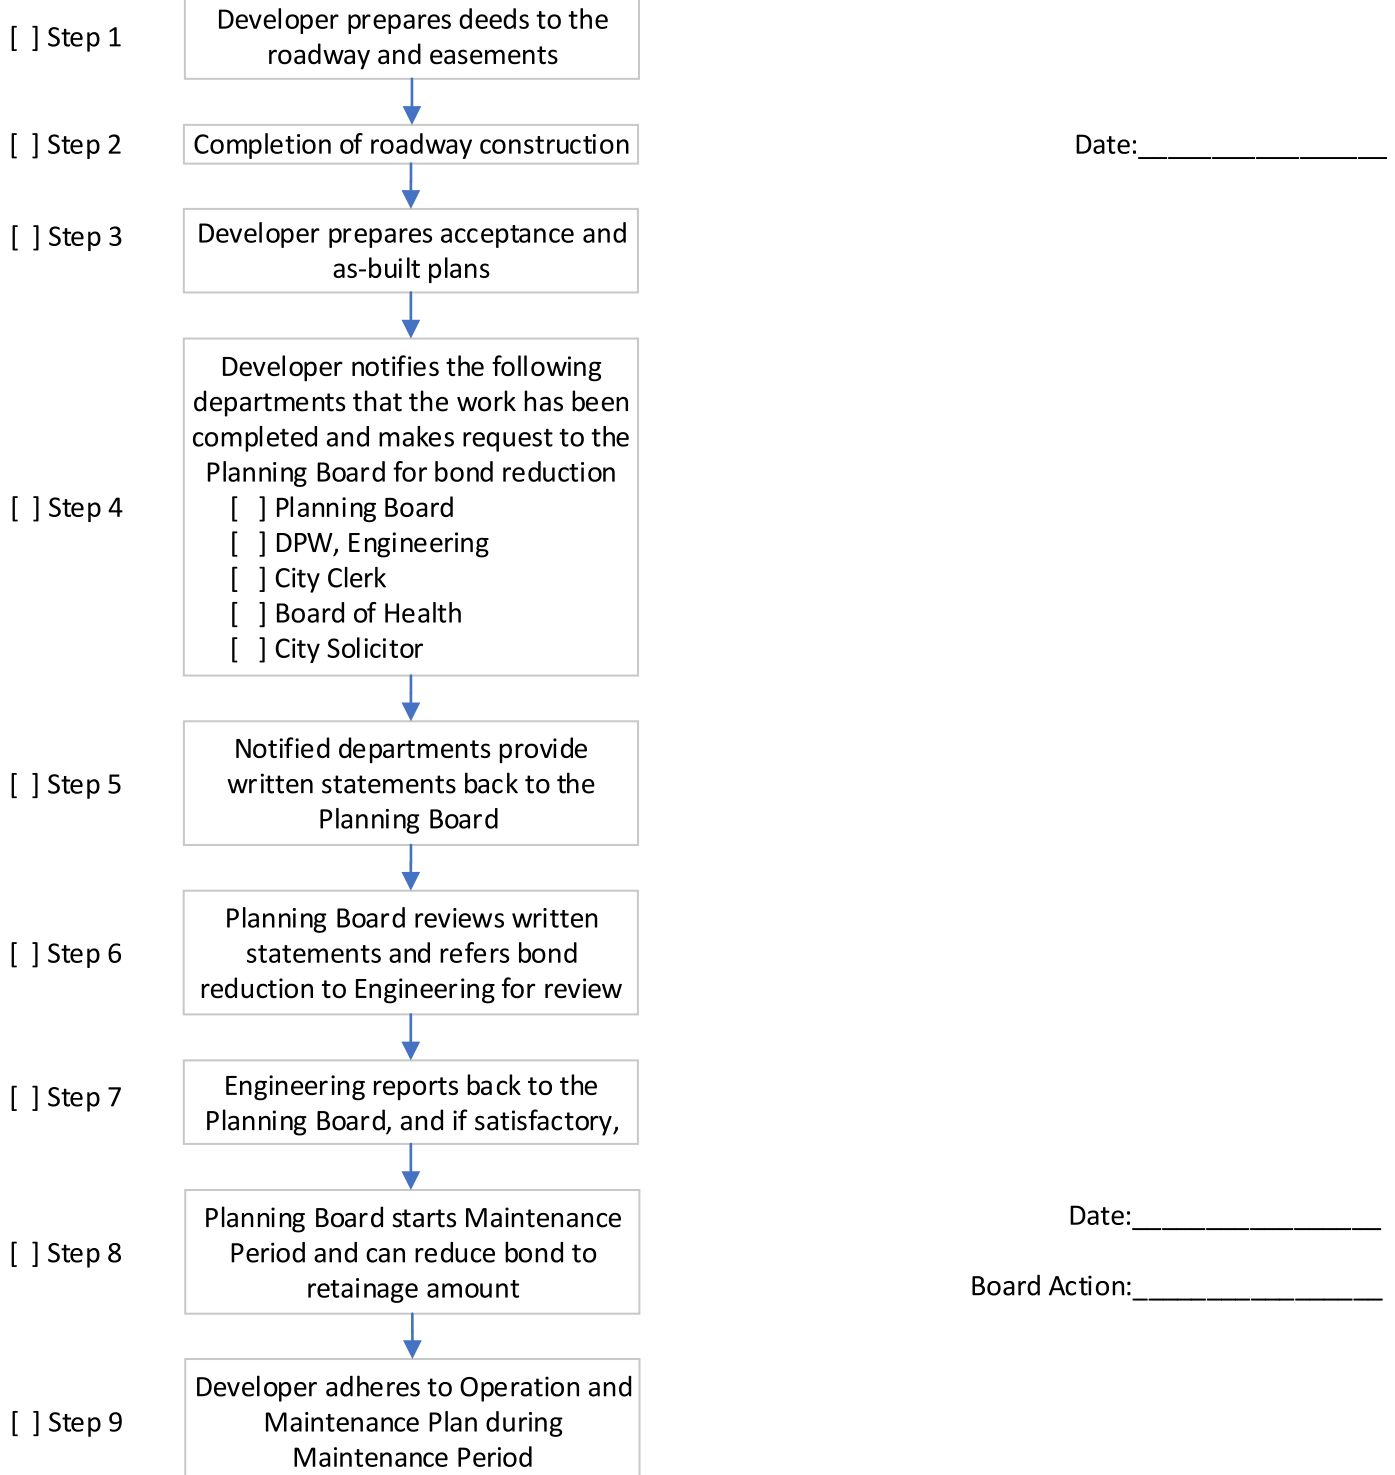 Developer prepares deeds to the
[ ] Step 1
roadway and easements
[ ] Step 2 Completion of roadway construction Date:_________________
[ ] Step 3 Developer prepares acceptance and
as-built plans
Developer notifies the following
departments that the work has been
completed and makes request to the
Planning Board for bond reduction
[ ] Step 4 [ ] Planning Board
[ ] DPW, Engineering
[ ] City Clerk
[ ] Board of Health
[ ] City Solicitor
Notified departments provide
[ ] Step 5 written statements back to the
Planning Board
Planning Board reviews written
[ ] Step 6 statements and refers bond
reduction to Engineering for review
Engineering reports back to the
[ ] Step 7
Planning Board, and if satisfactory,
Planning Board starts Maintenance Date:_________________
[ ] Step 8 Period and can reduce bond to
retainage amount Board Action:_________________
Developer adheres to Operation and
[ ] Step 9 Maintenance Plan during
Maintenance Period